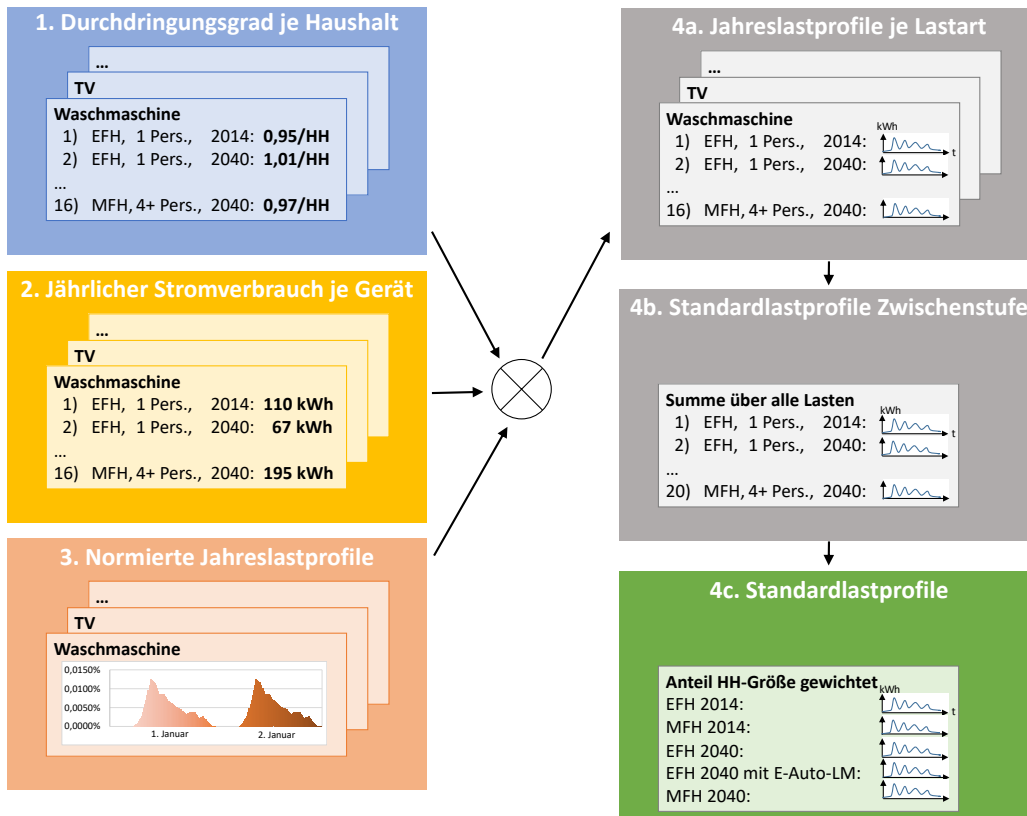 1. Durchdringungsgrad je Haushalt
...
TV
Waschmaschine
1) EFH, 1 Pers., 2014: 0,95/HH
2) EFH, 1 Pers., 2040: 1,01/HH
...
16) MFH, 4+ Pers., 2040: 0,97/HH
2. Jährlicher Stromverbrauch je Gerät
...
TV
Waschmaschine
1) EFH, 1 Pers., 2014: 110 kWh
2) EFH, 1 Pers., 2040: 67 kWh
...
16) MFH, 4+ Pers., 2040: 195 kWh
3. Normierte Jahreslastprofile
...
TV
Waschmaschine
0,0150%
0,0100%
0,0050%
0,0000%
1. Januar 2. Januar
4a. Jahreslastprofile je Lastart
...
TV
Waschmaschine
kWh
1) EFH, 1 Pers., 2014: t
2) EFH, 1 Pers., 2040:
...
16) MFH, 4+ Pers., 2040:
4b. Standardlastprofile Zwischenstufe
Summe über alle Lasten
kWh
1) EFH, 1 Pers., 2014: t
2) EFH, 1 Pers., 2040:
...
20) MFH, 4+ Pers., 2040:
4c. Standardlastprofile
Anteil HH-Größe gewichtet kWh
EFH 2014: t
MFH 2014:
EFH 2040:
EFH 2040 mit E-Auto-LM:
MFH 2040: